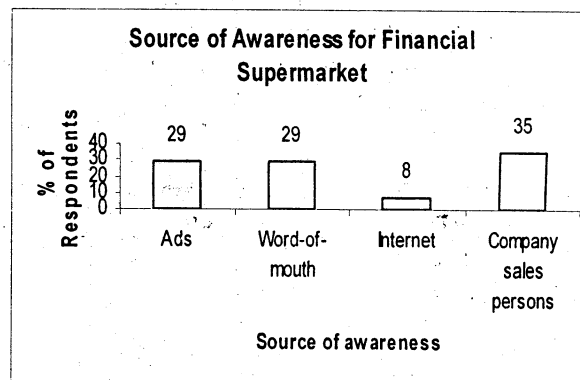 Source of Awareness for Financial
Supermarket
% of
Respondents
40
30
20
10
0
29
29
8
35
Ads
Word-of-
mouth
Internet
Company
sales
persons
Source of awareness